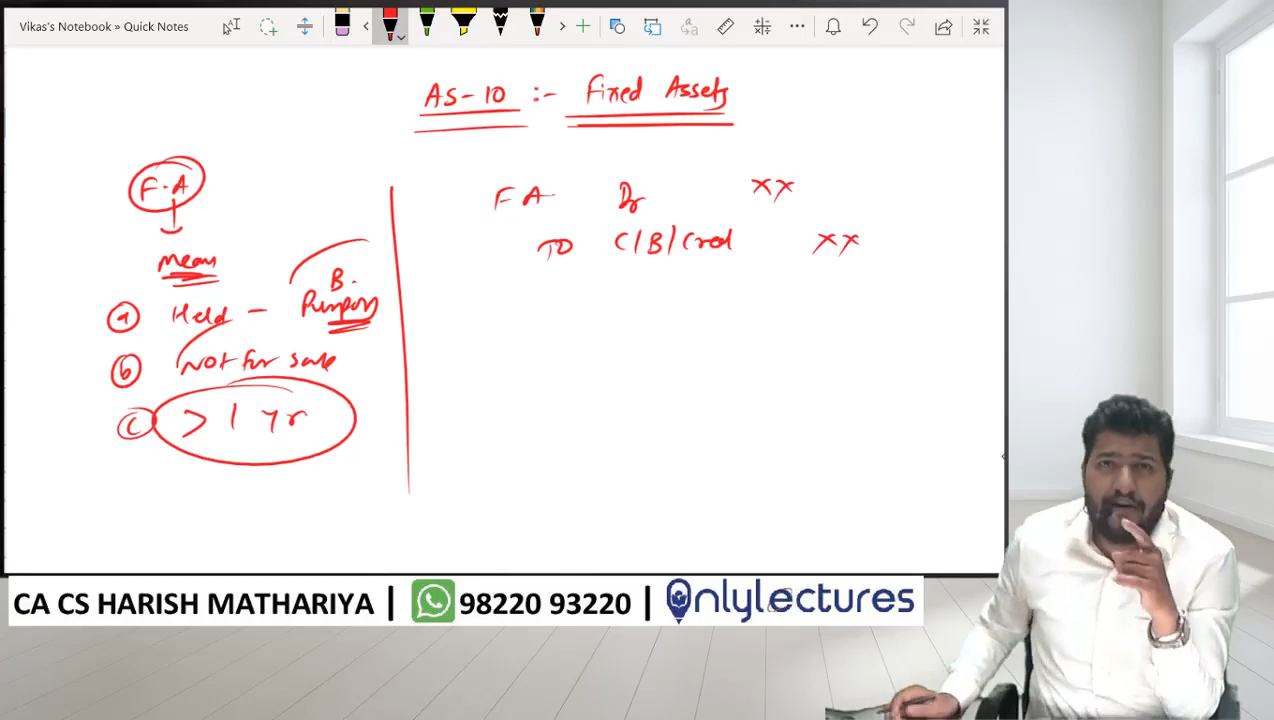 Vikas's Notebook » Quick Notes
AS-10 :- Fixed Assets
F.A
mean
(a) Held - B. Purpose
(b) Not for sale
(c) > 1 yr
FA Dr xx
To C/B/Cred xx
CA CS HARISH MATHARIYA | 98220 93220 | Onlylectures